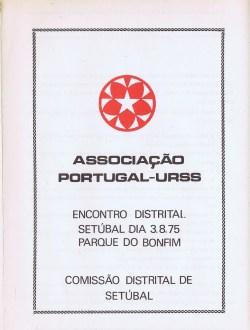 ASSOCIAÇÃO
PORTUGAL-URSS
ENCONTRO DISTRITAL.
SETÚBAL DIA 3.8.75
PARQUE DO BONFIM
COMISSÃO DISTRITAL DE
SETÚBAL